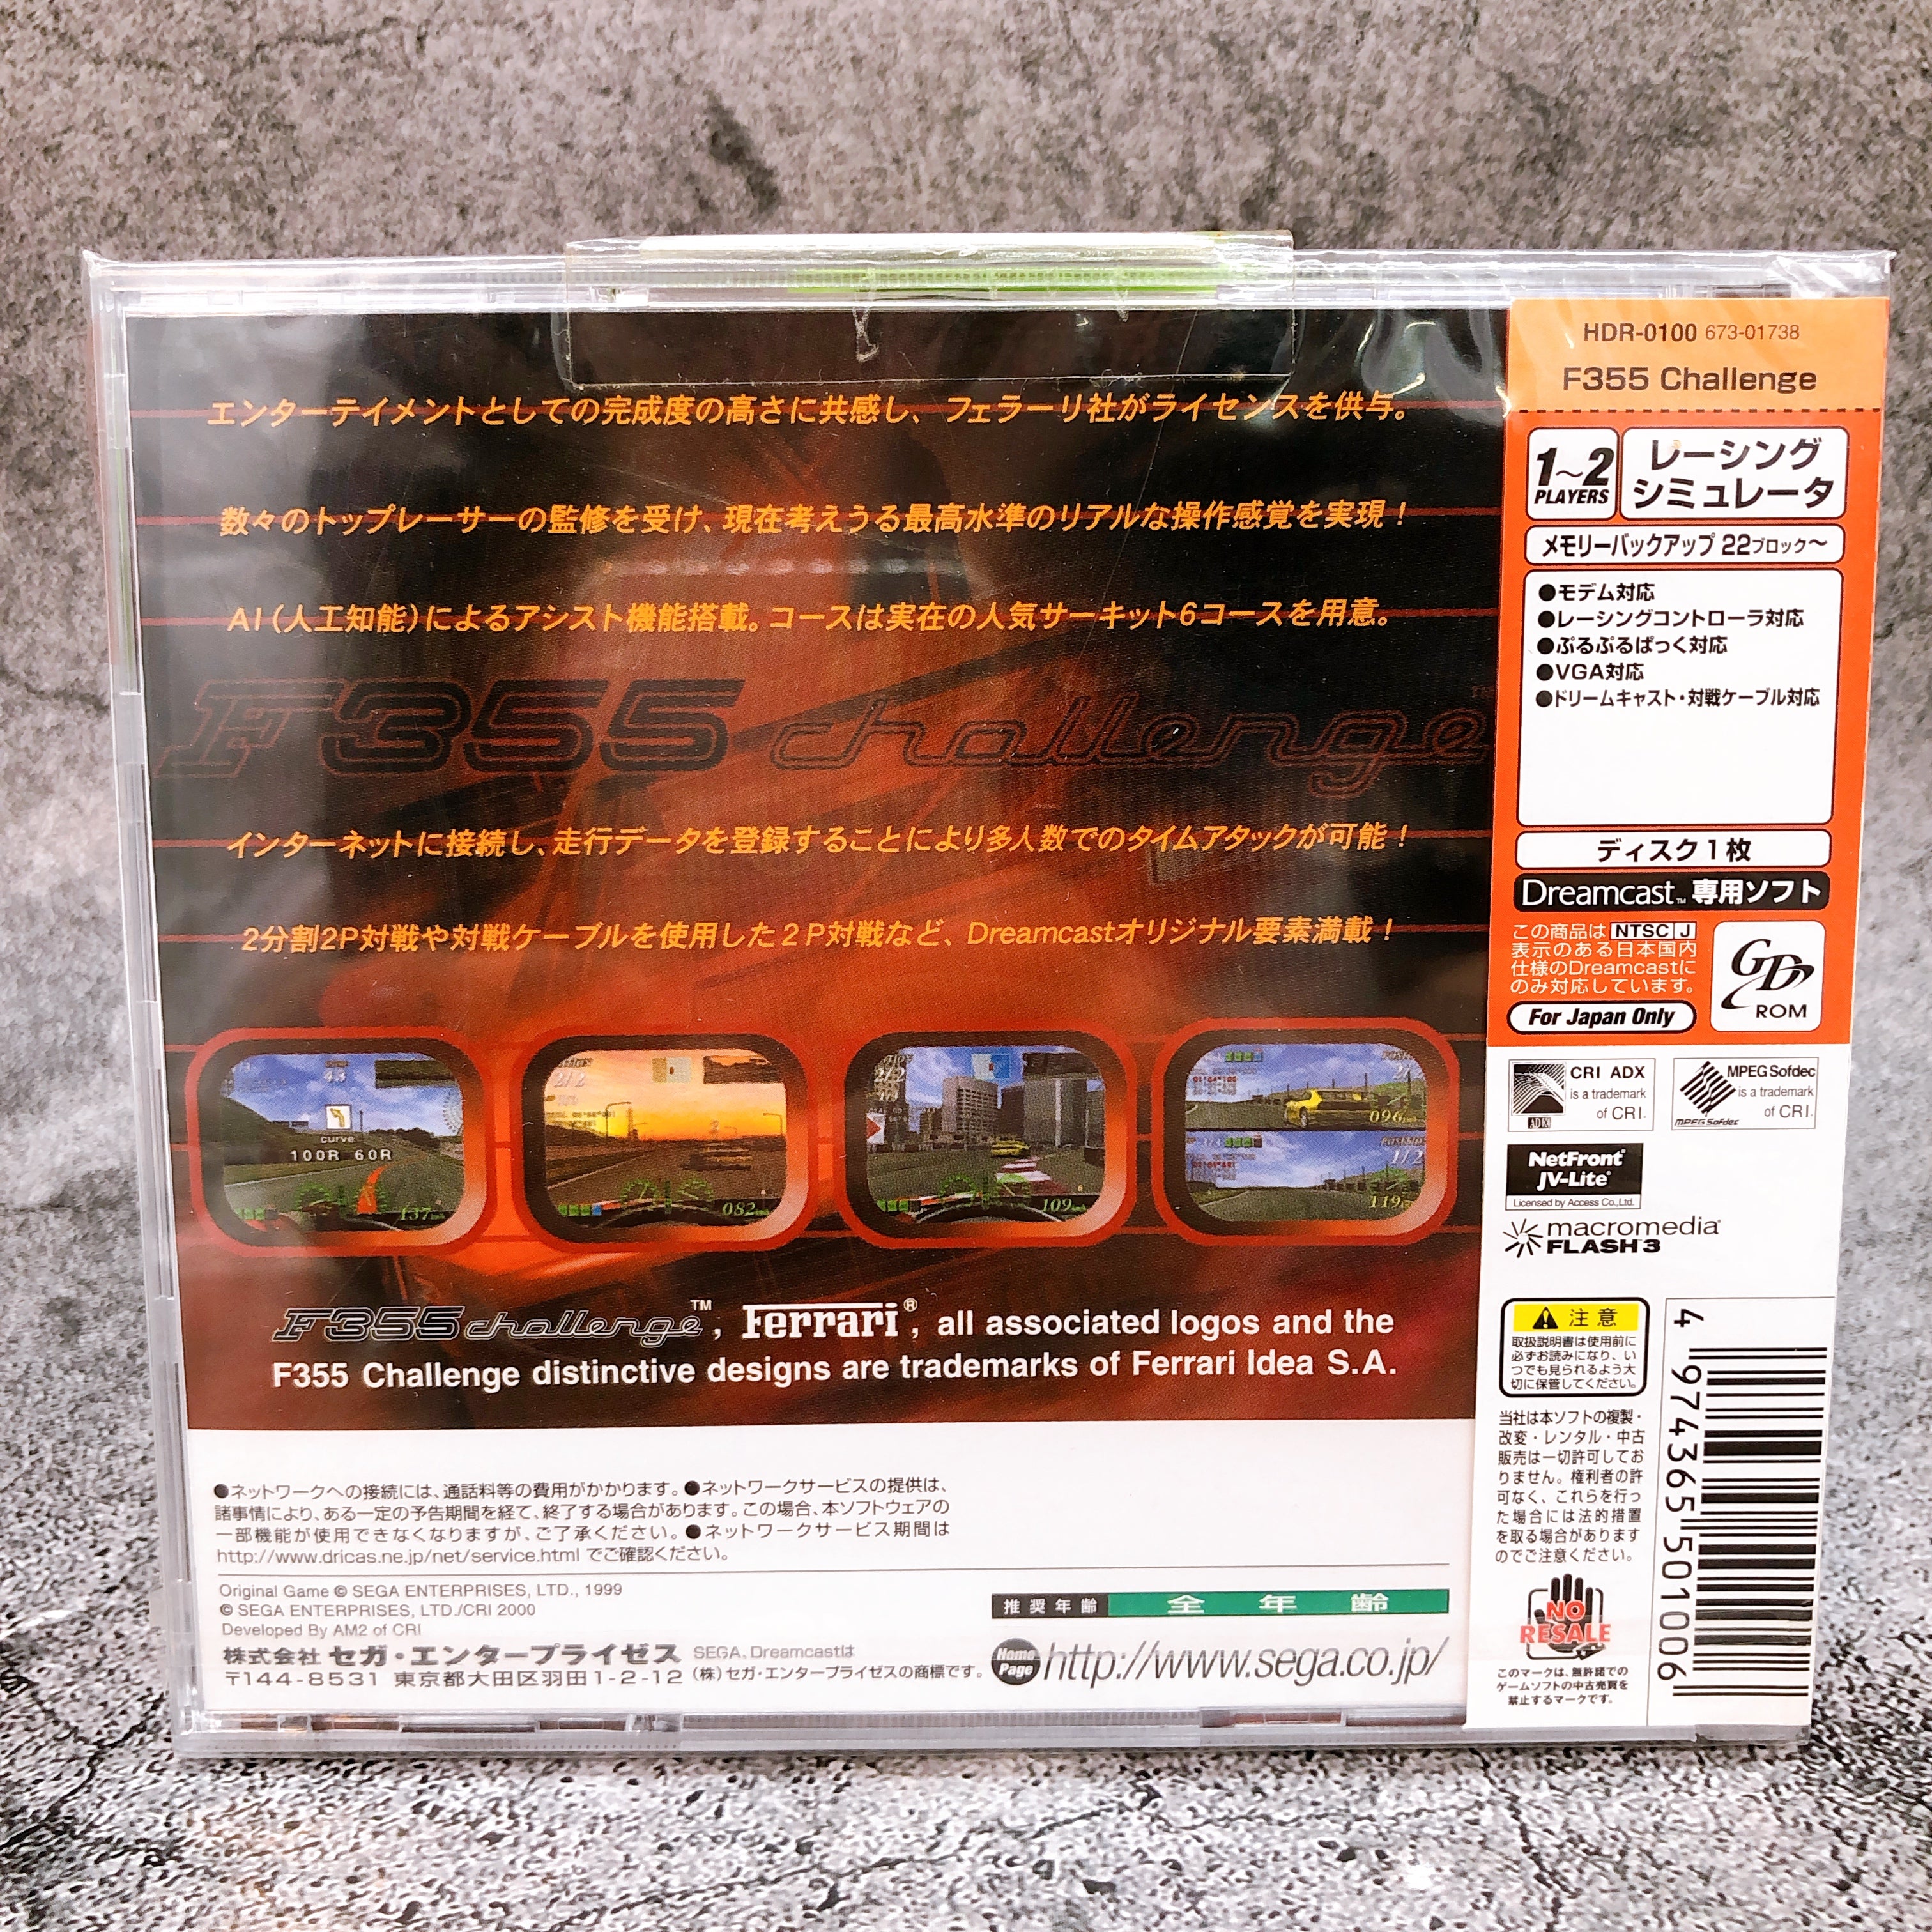 エンターテイメントとしての完成度の高さに共感し、フェラーリ社がライセンスを供与。
数々のトップレーサーの監修を受け、現在考えうる最高水準のリアルな操作感覚を実現！
AI（人工知能）によるアシスト機能搭載。コースは実在の人気サーキット6コースを用意。
F355 challenge
インターネットに接続し、走行データを登録することにより多人数でのタイムアタックが可能！
2分割2P対戦や対戦ケーブルを使用した2P対戦など、Dreamcastオリジナル要素満載！
43
curve
100R 60R
137
2/2
082
2/2
109
096
1/2
119
F355 challenge™, Ferrari®, all associated logos and the
F355 Challenge distinctive designs are trademarks of Ferrari Idea S.A.
●ネットワークへの接続には、通話料等の費用がかかります。●ネットワークサービスの提供は、
諸事情により、ある一定の予告期間を経て、終了する場合があります。この場合、本ソフトウェアの
一部機能が使用できなくなりますが、ご了承ください。●ネットワークサービス期間は
http://www.dricas.ne.jp/net/service.html でご確認ください。
Original Game © SEGA ENTERPRISES, LTD., 1999
© SEGA ENTERPRISES, LTD./CRI 2000
Developed By AM2 of CRI
株式会社 セガ・エンタープライゼス SEGA、Dreamcastは
〒144-8531 東京都大田区羽田1-2-12 (株)セガ・エンタープライゼスの商標です。
推奨年齢 全年齢
Home Page http://www.sega.co.jp/
HDR-0100 673-01738
F355 Challenge
1~2 PLAYERS
レーシング
シミュレータ
メモリーバックアップ 22ブロック〜
●モデム対応
●レーシングコントローラ対応
●ぷるぷるぱっく対応
●VGA対応
●ドリームキャスト・対戦ケーブル対応
ディスク1枚
Dreamcast™ 専用ソフト
この商品は NTSC J
表示のある日本国内
仕様のDreamcastに
のみ対応しています。
For Japan Only
GD ROM
CRI ADX
is a trademark
of CRI.
ADX
MPEG Sofdec
is a trademark
of CRI.
MPEG Sofdec
NetFront®
JV-Lite®
Licensed by Access Co.,Ltd.
macromedia®
FLASH™3
注意
取扱説明書は使用前に
必ずお読みになり、い
つでも見られるよう大
切に保管してください。
当社は本ソフトの複製・
改変・レンタル・中古
販売は一切許可してお
りません。権利者の許
可なく、これらを行っ
た場合には法的措置
を取る場合があります
のでご注意ください。
NO
RESALE
このマークは、無許諾での
ゲームソフトの中古売買を
禁止するマークです。
4 974365 501006